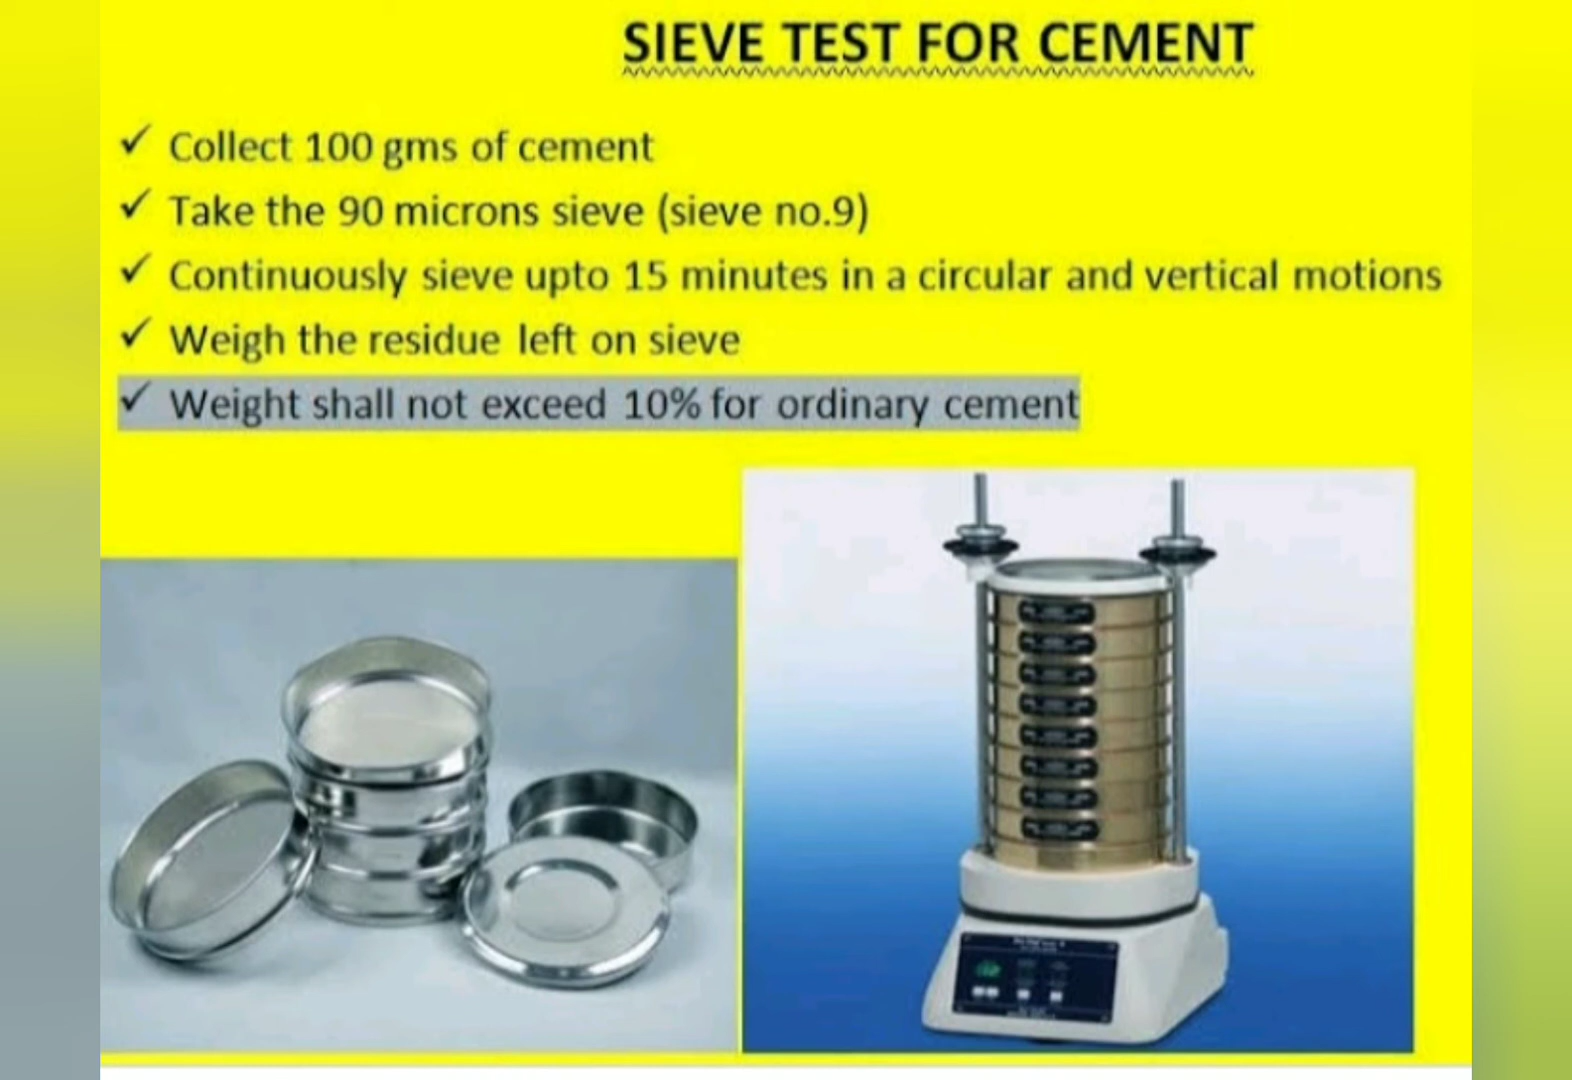 SIEVE TEST FOR CEMENT
✓ Collect 100 gms of cement
✓ Take the 90 microns sieve (sieve no.9)
✓ Continuously sieve upto 15 minutes in a circular and vertical motions
✓ Weigh the residue left on sieve
✓ Weight shall not exceed 10% for ordinary cement